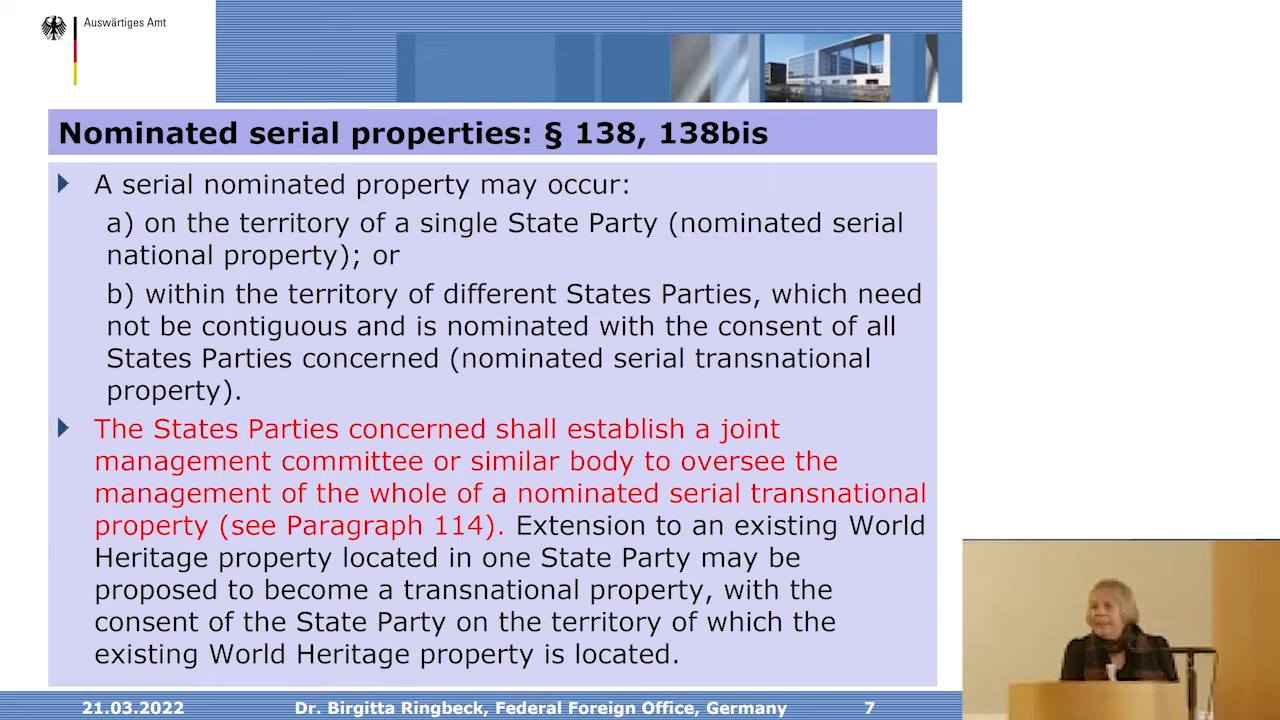 Auswärtiges Amt
Nominated serial properties: § 138, 138bis
A serial nominated property may occur:
a) on the territory of a single State Party (nominated serial
national property); or
b) within the territory of different States Parties, which need
not be contiguous and is nominated with the consent of all
States Parties concerned (nominated serial transnational
property).
The States Parties concerned shall establish a joint
management committee or similar body to oversee the
management of the whole of a nominated serial transnational
property (see Paragraph 114). Extension to an existing World
Heritage property located in one State Party may be
proposed to become a transnational property, with the
consent of the State Party on the territory of which the
existing World Heritage property is located.
21.03.2022 Dr. Birgitta Ringbeck, Federal Foreign Office, Germany 7